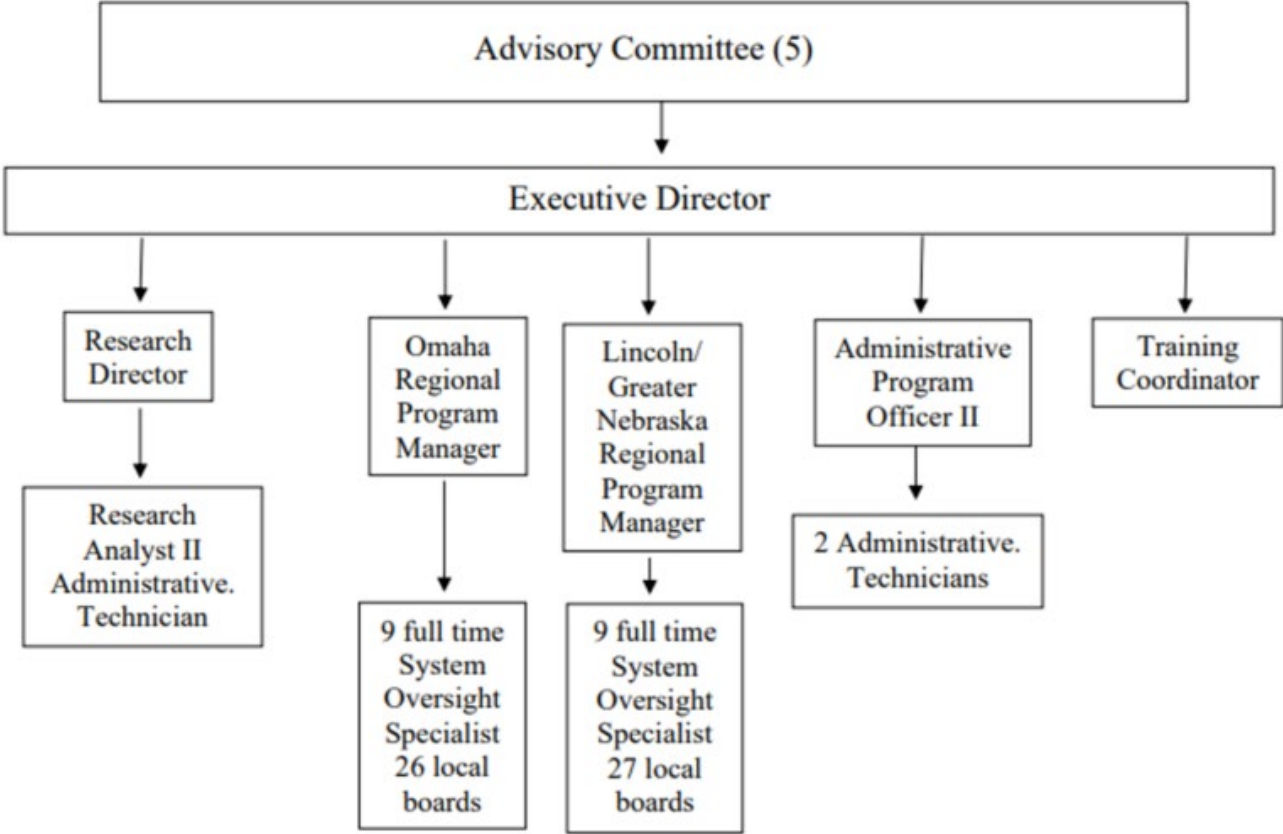 Advisory Committee (5)
Executive Director
Research
Director
Omaha
Regional
Program
Manager
Lincoln/
Greater
Nebraska
Regional
Program
Manager
Administrative
Program
Officer II
Training
Coordinator
Research
Analyst II
Administrative.
Technician
9 full time
System
Oversight
Specialist
26 local
boards
9 full time
System
Oversight
Specialist
27 local
boards
2 Administrative.
Technicians